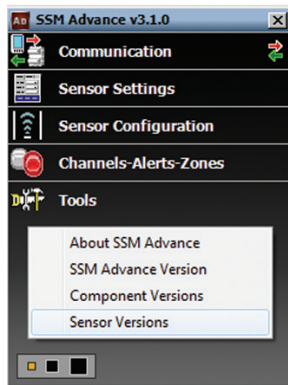 AD SSM Advance v3.1.0
Communication
Sensor Settings
Sensor Configuration
Channels-Alerts-Zones
Tools
About SSM Advance
SSM Advance Version
Component Versions
Sensor Versions